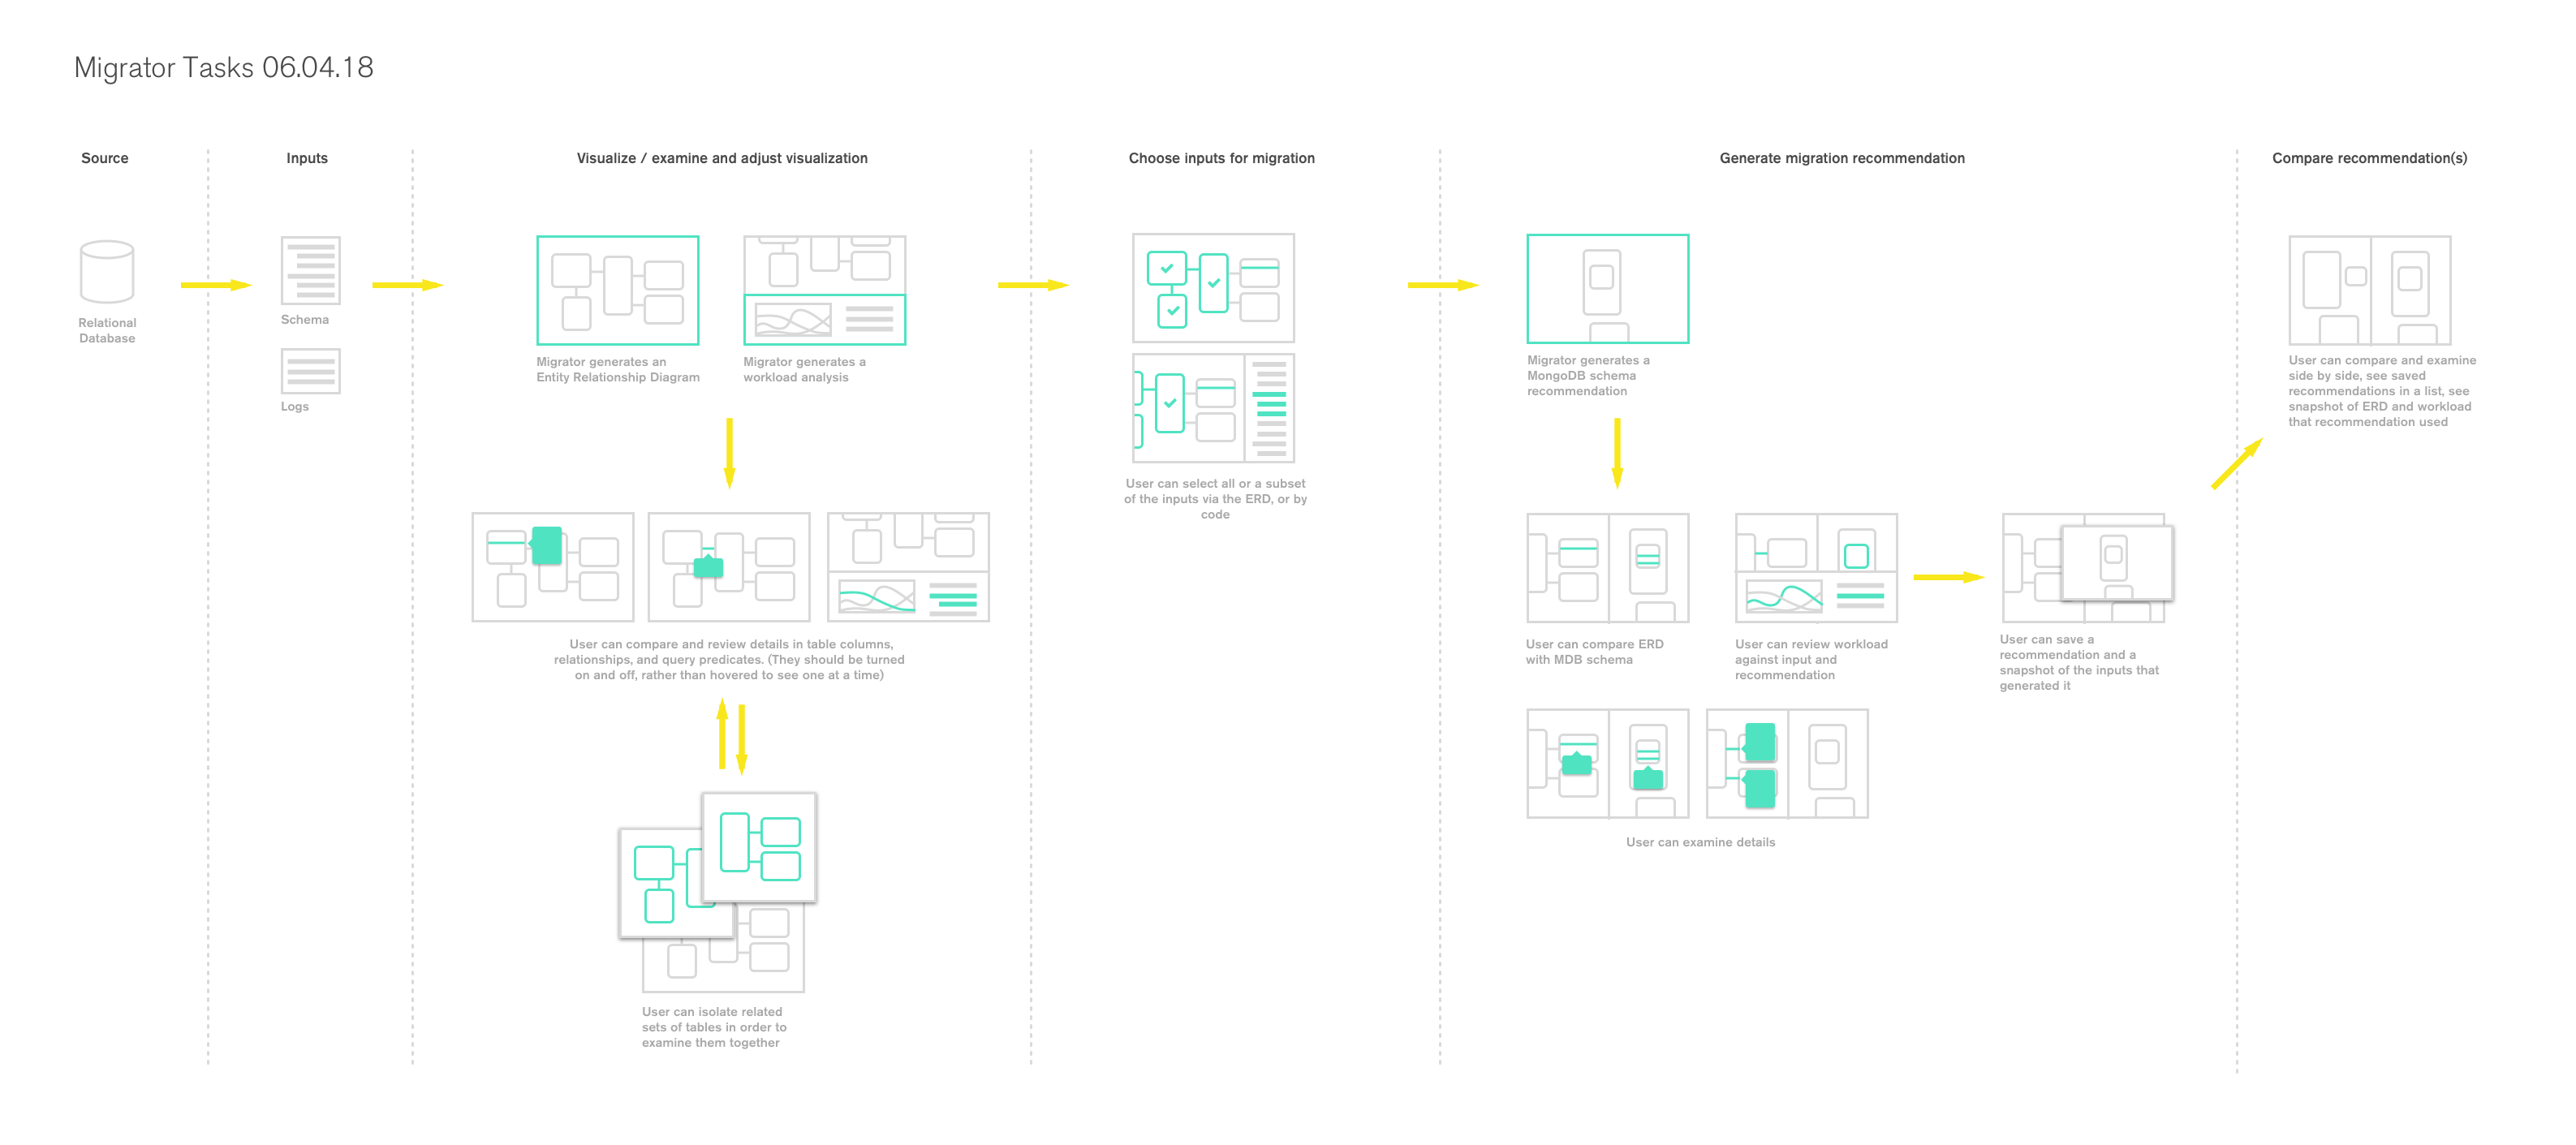 Migrator Tasks 06.04.18
Source
Inputs
Visualize / examine and adjust visualization
Choose inputs for migration
Generate migration recommendation
Compare recommendation(s)
Relational
Database
Schema
Logs
Migrator generates an
Entity Relationship Diagram
Migrator generates a
workload analysis
User can compare and review details in table columns,
relationships, and query predicates. (They should be turned
on and off, rather than hovered to see one at a time)
User can isolate related
sets of tables in order to
examine them together
User can select all or a subset
of the inputs via the ERD, or by
code
Migrator generates a
MongoDB schema
recommendation
User can compare ERD
with MDB schema
User can review workload
against input and
recommendation
User can save a
recommendation and a
snapshot of the inputs that
generated it
User can examine details
User can compare and examine
side by side, see saved
recommendations in a list, see
snapshot of ERD and workload
that recommendation used